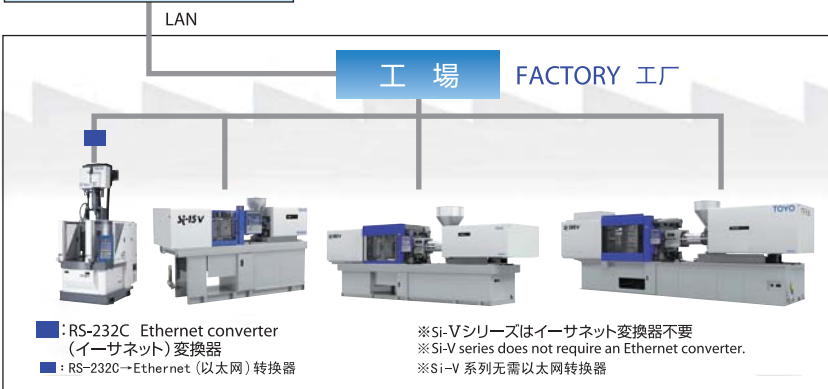 LAN
工場 FACTORY 工厂
Si-15V
TOYO
:RS-232C Ethernet converter
(イーサネット)変換器
: RS-232C→Ethernet (以太网) 转换器
※Si-Vシリーズはイーサネット変換器不要
※Si-V series does not require an Ethernet converter.
※Si-V 系列无需以太网转换器